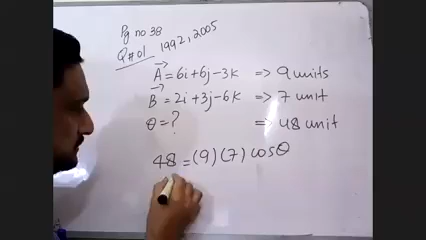 Pg no 38
Q#01 1992, 2005
A = 6i+6j-3k => 9 units
B = 2i+3j-6k => 7 unit
θ = ? => 48 unit
48 = (9) (7) cosθ